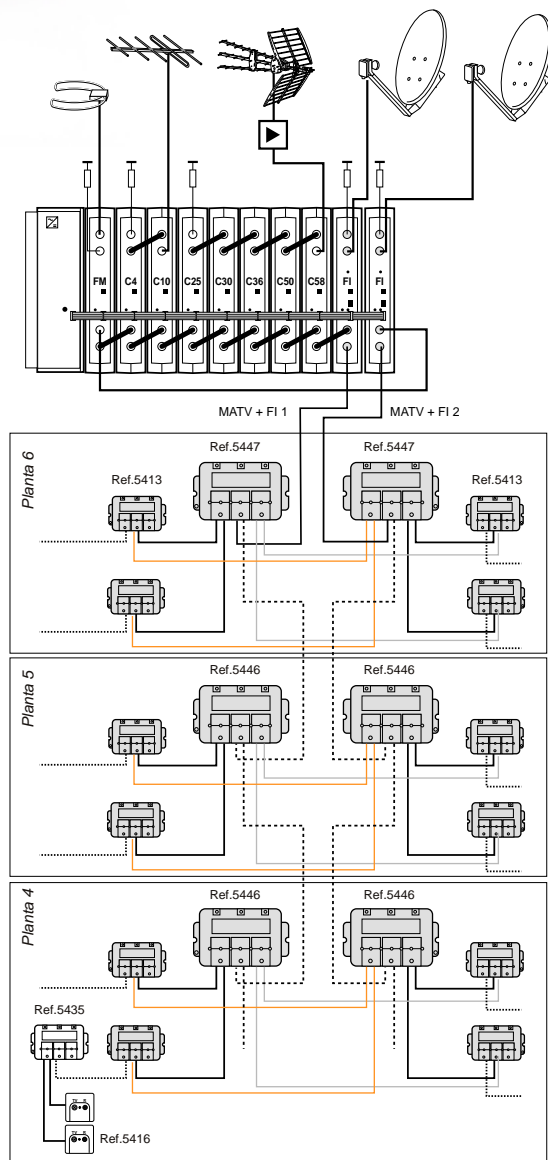 FM C4 C10 C25 C30 C36 C50 C58 FI FI
MATV + FI 1 MATV + FI 2
Planta 6
Ref.5447 Ref.5447
Ref.5413 Ref.5413
Planta 5
Ref.5446 Ref.5446
Planta 4
Ref.5446 Ref.5446
Ref.5435
TV R
TV R
Ref.5416